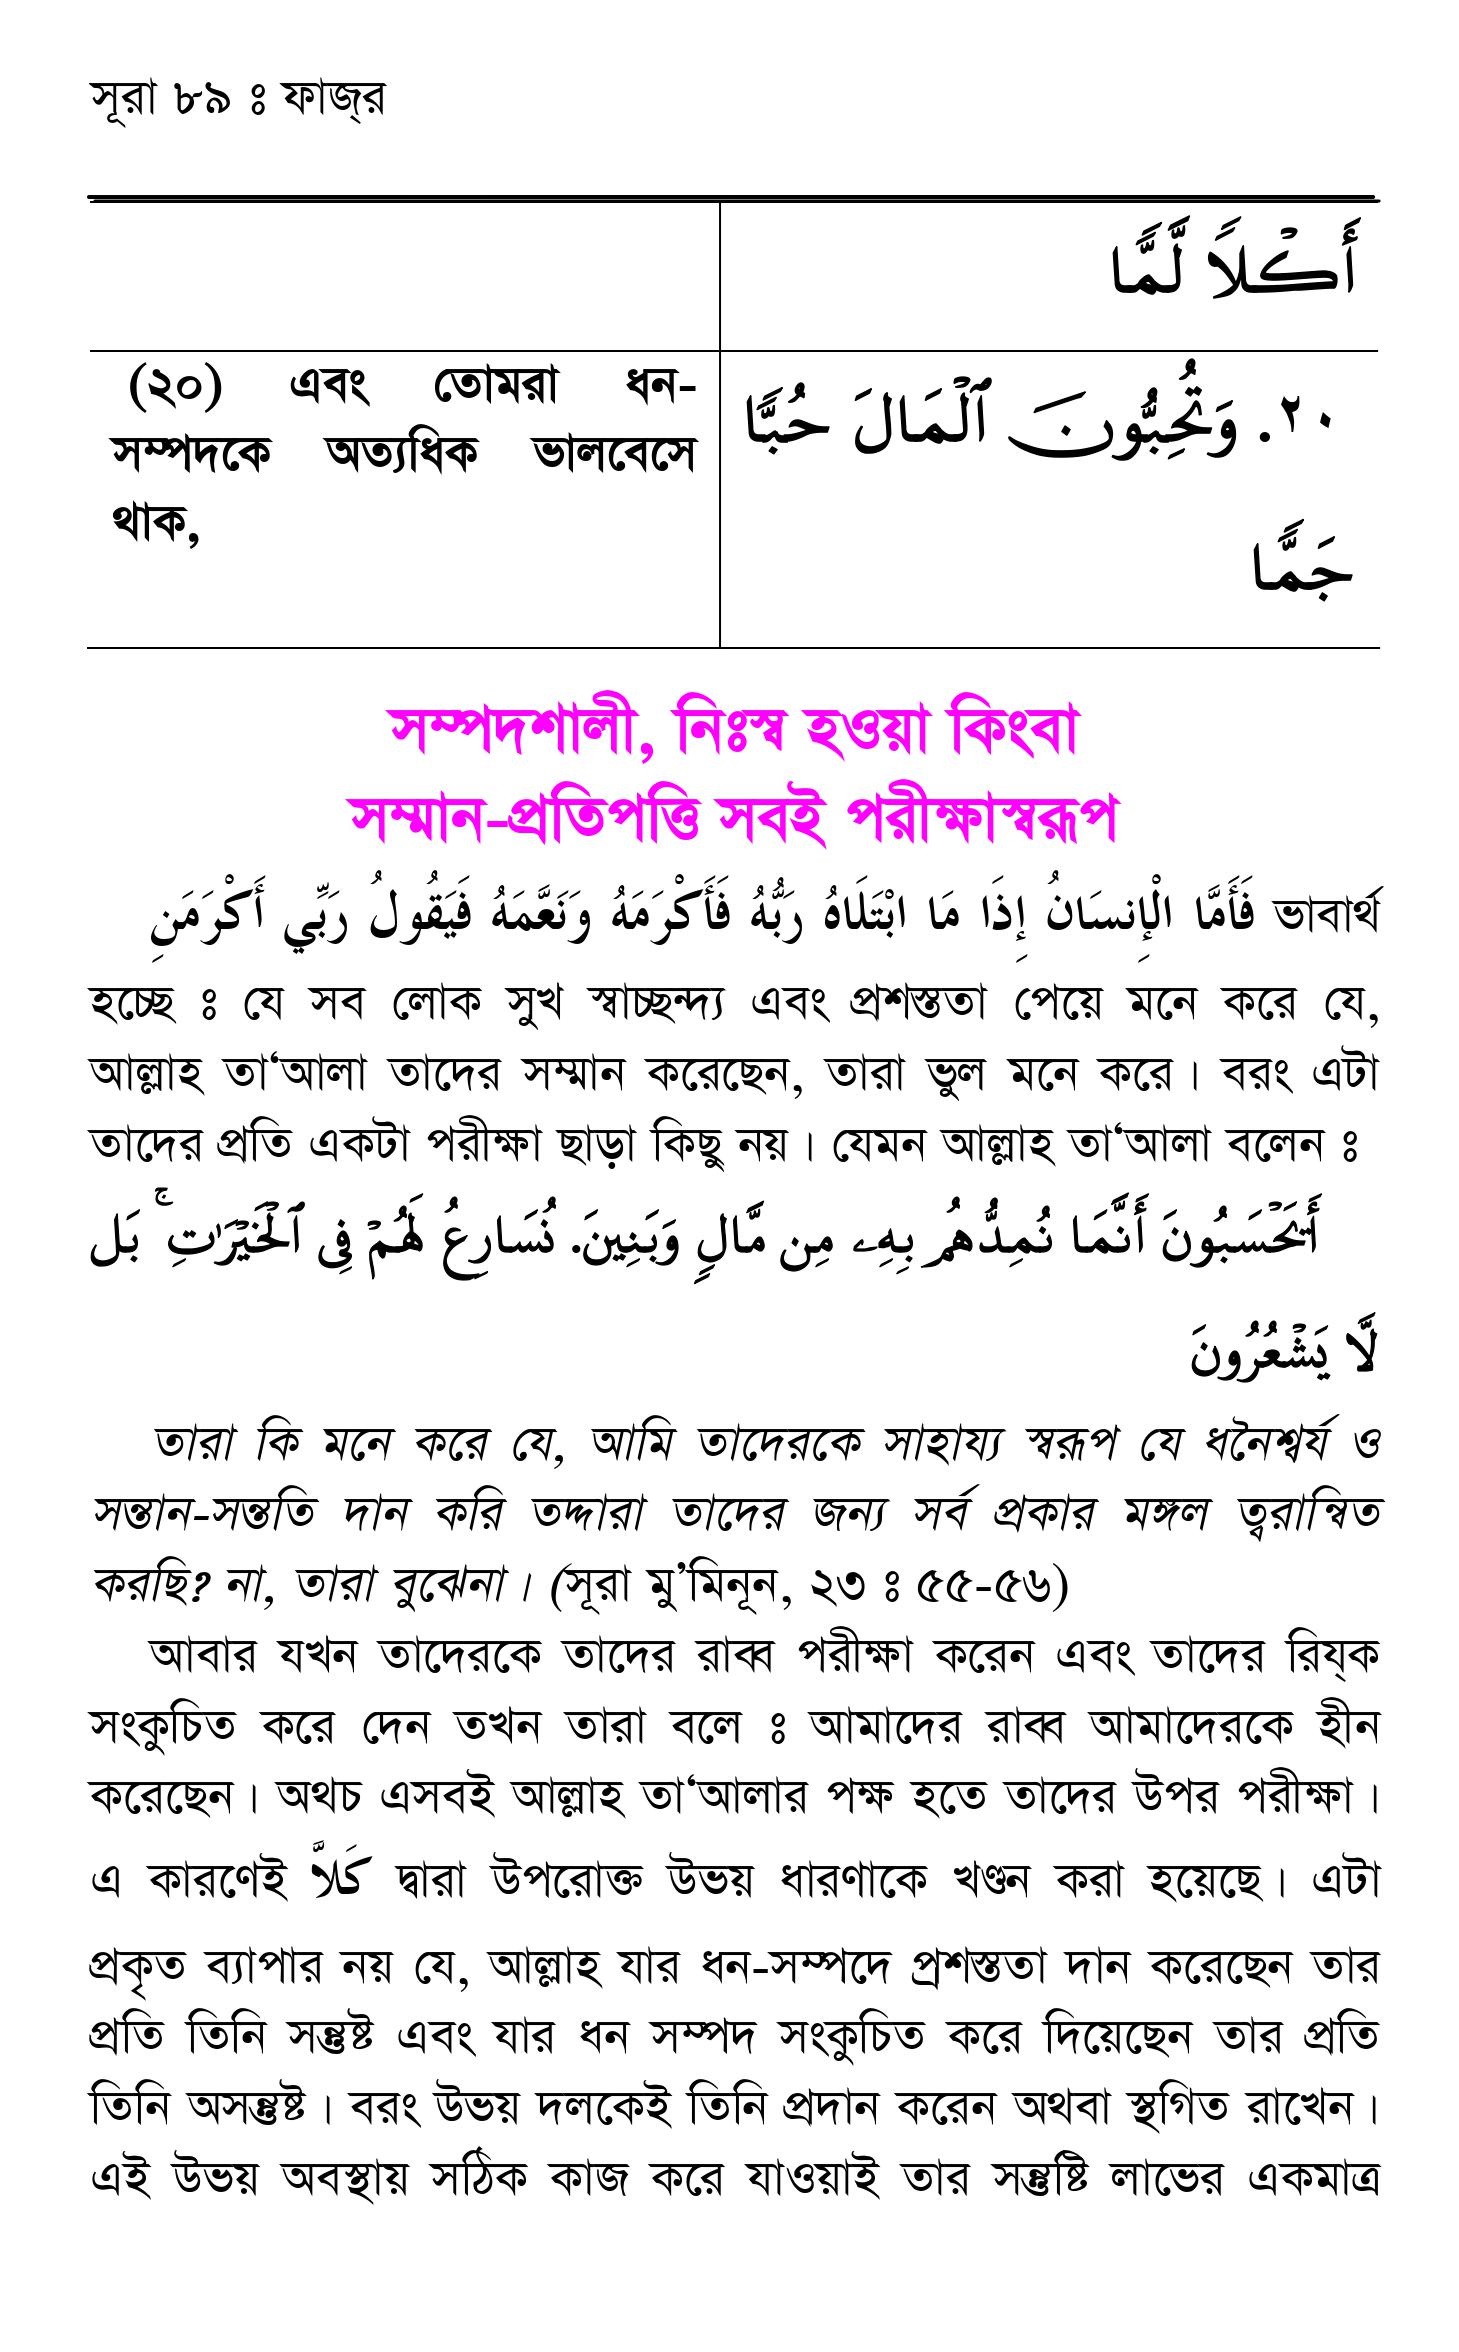 সূরা ৮৯ ঃ ফাজ্‌র
أَكْلاً لَّمًّا
(২০) এবং তোমরা ধন-
সম্পদকে অত্যধিক ভালবেসে
থাক,
٢٠. وَتُحِبُّونَ ٱلْمَالَ حُبًّا
جَمًّا
সম্পদশালী, নিঃস্ব হওয়া কিংবা
সম্মান-প্রতিপত্তি সবই পরীক্ষাস্বরূপ
فَأَمَّا الْإِنسَانُ إِذَا مَا ابْتَلَاهُ رَبُّهُ فَأَكْرَمَهُ وَنَعَّمَهُ فَيَقُولُ رَبِّي أَكْرَمَنِ ভাবার্থ
হচ্ছে ঃ যে সব লোক সুখ স্বাচ্ছন্দ্য এবং প্রশস্ততা পেয়ে মনে করে যে,
আল্লাহ তা‘আলা তাদের সম্মান করেছেন, তারা ভুল মনে করে। বরং এটা
তাদের প্রতি একটা পরীক্ষা ছাড়া কিছু নয়। যেমন আল্লাহ তা‘আলা বলেন ঃ
أَيَحْسَبُونَ أَنَّمَا نُمِدُّهُم بِهِۦ مِن مَّالٍ وَبَنِينَ. نُسَارِعُ لَهُمْ فِى ٱلْخَيْرَٰتِ ۚ بَل
لَّا يَشْعُرُونَ
তারা কি মনে করে যে, আমি তাদেরকে সাহায্য স্বরূপ যে ধনৈশ্বর্য ও
সন্তান-সন্ততি দান করি তদ্দারা তাদের জন্য সর্ব প্রকার মঙ্গল ত্বরান্বিত
করছি? না, তারা বুঝেনা। (সূরা মু’মিনূন, ২৩ ঃ ৫৫-৫৬)
আবার যখন তাদেরকে তাদের রাব্ব পরীক্ষা করেন এবং তাদের রিয্‌ক
সংকুচিত করে দেন তখন তারা বলে ঃ আমাদের রাব্ব আমাদেরকে হীন
করেছেন। অথচ এসবই আল্লাহ তা‘আলার পক্ষ হতে তাদের উপর পরীক্ষা।
এ কারণেই كَلاَّ দ্বারা উপরোক্ত উভয় ধারণাকে খণ্ডন করা হয়েছে। এটা
প্রকৃত ব্যাপার নয় যে, আল্লাহ যার ধন-সম্পদে প্রশস্ততা দান করেছেন তার
প্রতি তিনি সন্তুষ্ট এবং যার ধন সম্পদ সংকুচিত করে দিয়েছেন তার প্রতি
তিনি অসন্তুষ্ট। বরং উভয় দলকেই তিনি প্রদান করেন অথবা স্থগিত রাখেন।
এই উভয় অবস্থায় সঠিক কাজ করে যাওয়াই তার সন্তুষ্টি লাভের একমাত্র